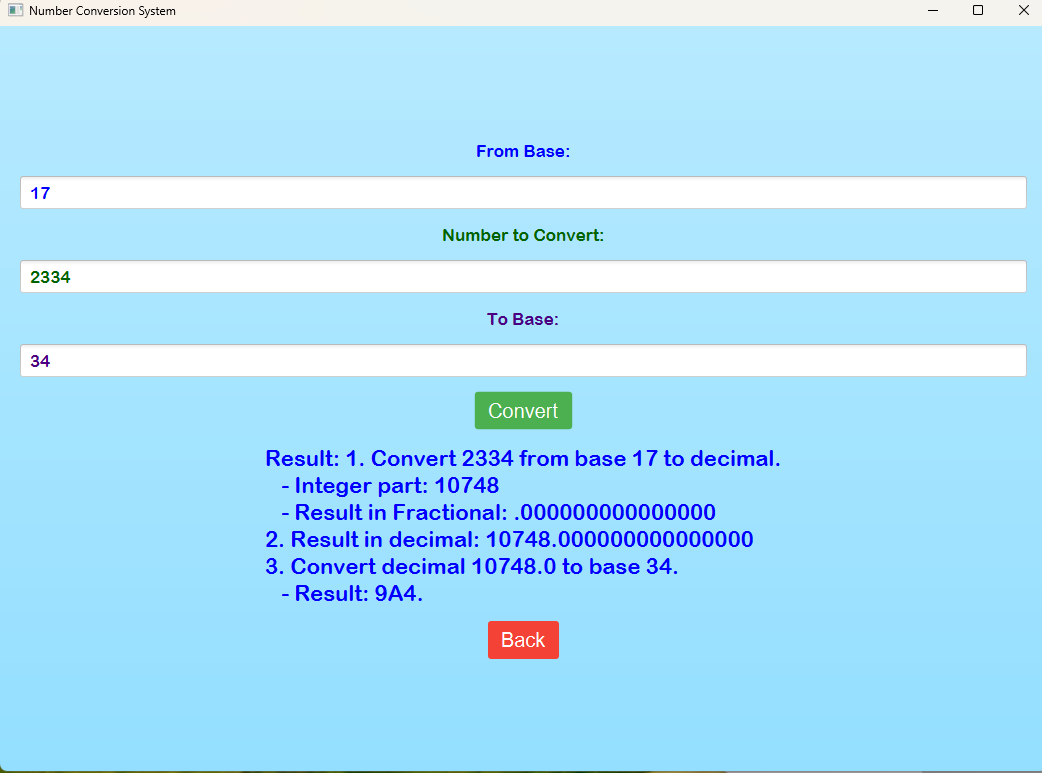 Number Conversion System
From Base:
17
Number to Convert:
2334
To Base:
34
Convert
Result: 1. Convert 2334 from base 17 to decimal.
- Integer part: 10748
- Result in Fractional: .000000000000000
2. Result in decimal: 10748.000000000000000
3. Convert decimal 10748.0 to base 34.
- Result: 9A4.
Back